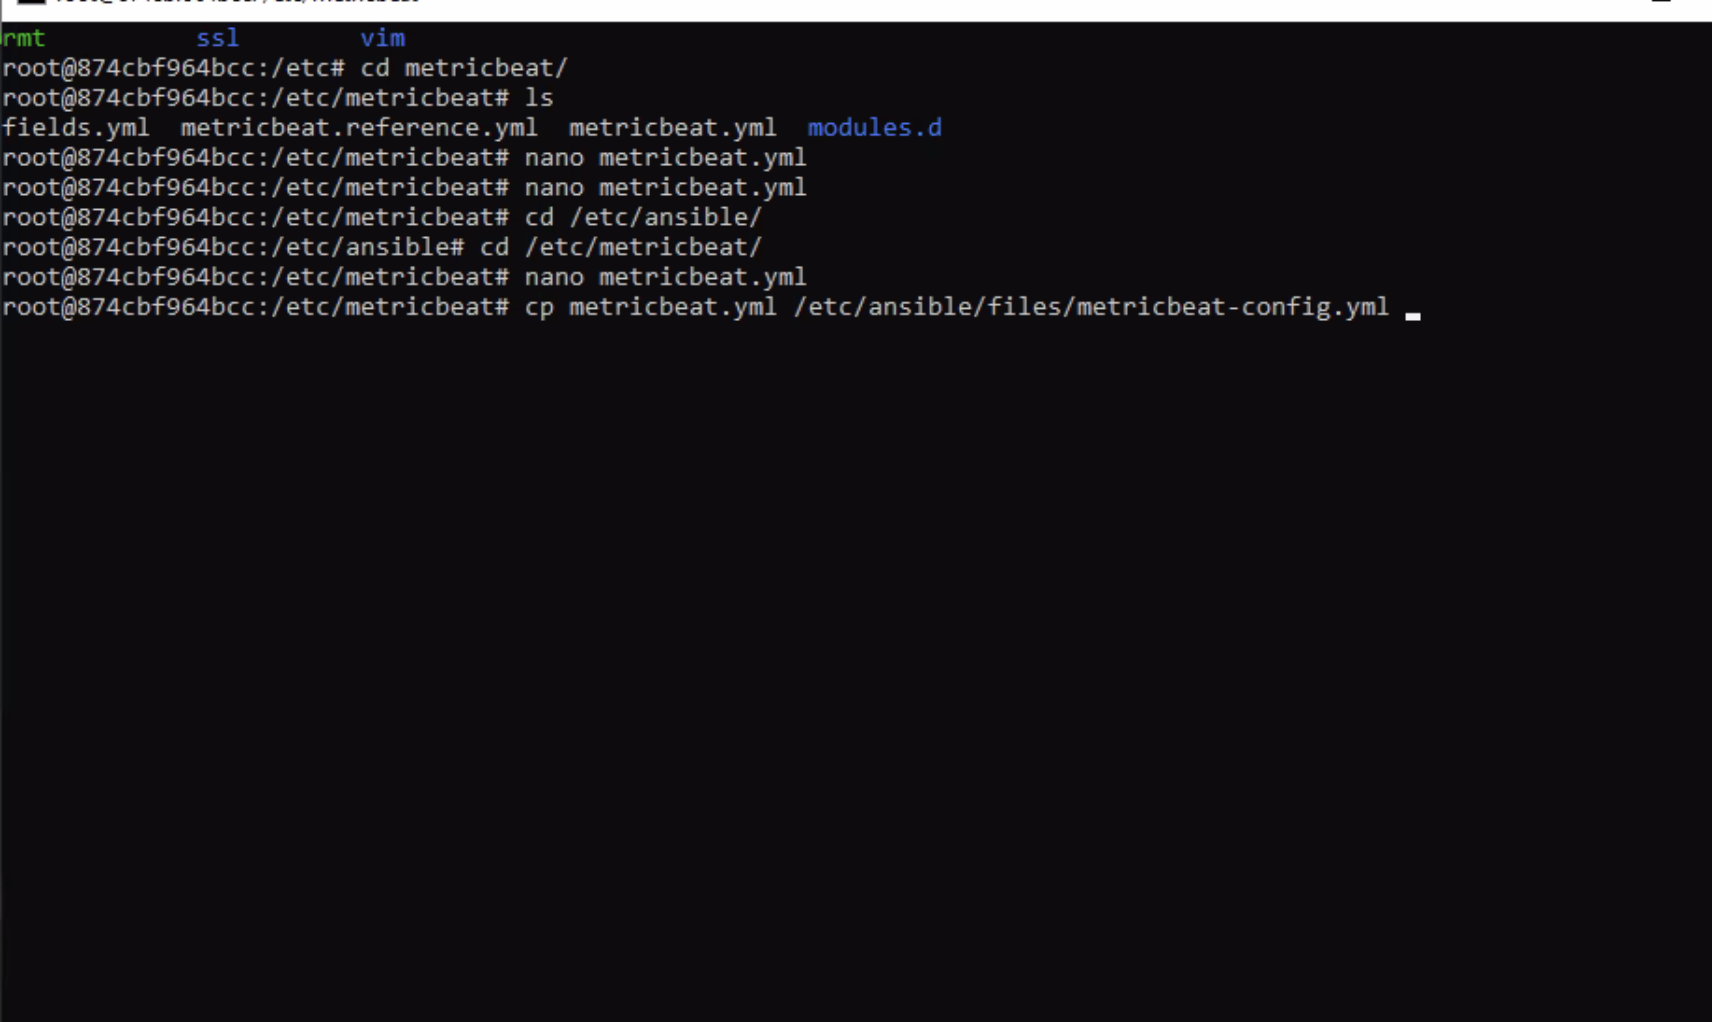 rmt          ssl        vim
root@874cbf964bcc:/etc# cd metricbeat/
root@874cbf964bcc:/etc/metricbeat# ls
fields.yml  metricbeat.reference.yml  metricbeat.yml  modules.d
root@874cbf964bcc:/etc/metricbeat# nano metricbeat.yml
root@874cbf964bcc:/etc/metricbeat# nano metricbeat.yml
root@874cbf964bcc:/etc/metricbeat# cd /etc/ansible/
root@874cbf964bcc:/etc/ansible# cd /etc/metricbeat/
root@874cbf964bcc:/etc/metricbeat# nano metricbeat.yml
root@874cbf964bcc:/etc/metricbeat# cp metricbeat.yml /etc/ansible/files/metricbeat-config.yml